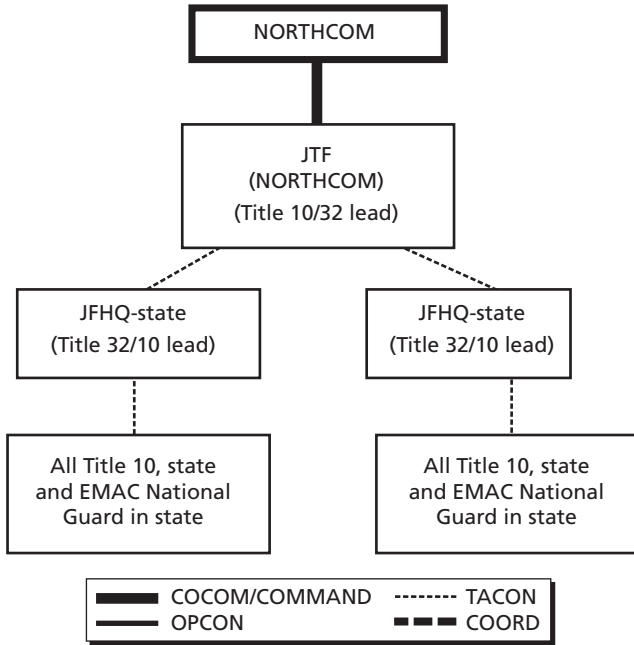 NORTHCOM
JTF
(NORTHCOM)
(Title 10/32 lead)
JFHQ-state
(Title 32/10 lead)
JFHQ-state
(Title 32/10 lead)
All Title 10, state
and EMAC National
Guard in state
All Title 10, state
and EMAC National
Guard in state
COCOM/COMMAND
TACON
OPCON
COORD